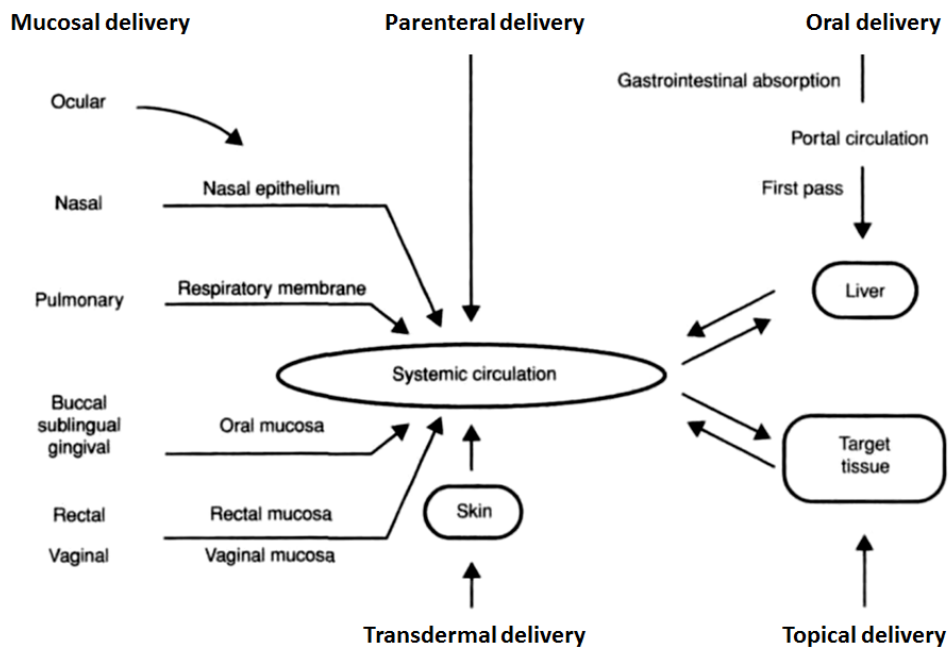 Mucosal delivery
Parenteral delivery
Oral delivery
Gastrointestinal absorption
Ocular
Portal circulation
Nasal
Nasal epithelium
First pass
Pulmonary
Respiratory membrane
Liver
Systemic circulation
Buccal
sublingual
gingival
Oral mucosa
Target
tissue
Rectal
Rectal mucosa
Skin
Vaginal
Vaginal mucosa
Transdermal delivery
Topical delivery